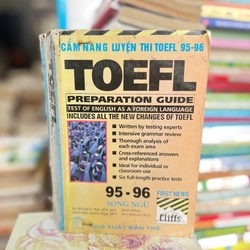 CẨM NANG LUYỆN THI TOEFL 95-96
TOEFL
PREPARATION GUIDE
TEST OF ENGLISH AS A FOREIGN LANGUAGE
INCLUDES ALL THE NEW CHANGES OF TOEFL
Written by testing experts
Intensive grammar review
Thorough analysis of
each exam area
Cross-referenced answers
and explanations
Ideal for individual or
classroom use
Six full-length practice tests
95-96
SONG NGỮ
FIRST NEWS
Cliffs
XUẤT BẢN TRẺ